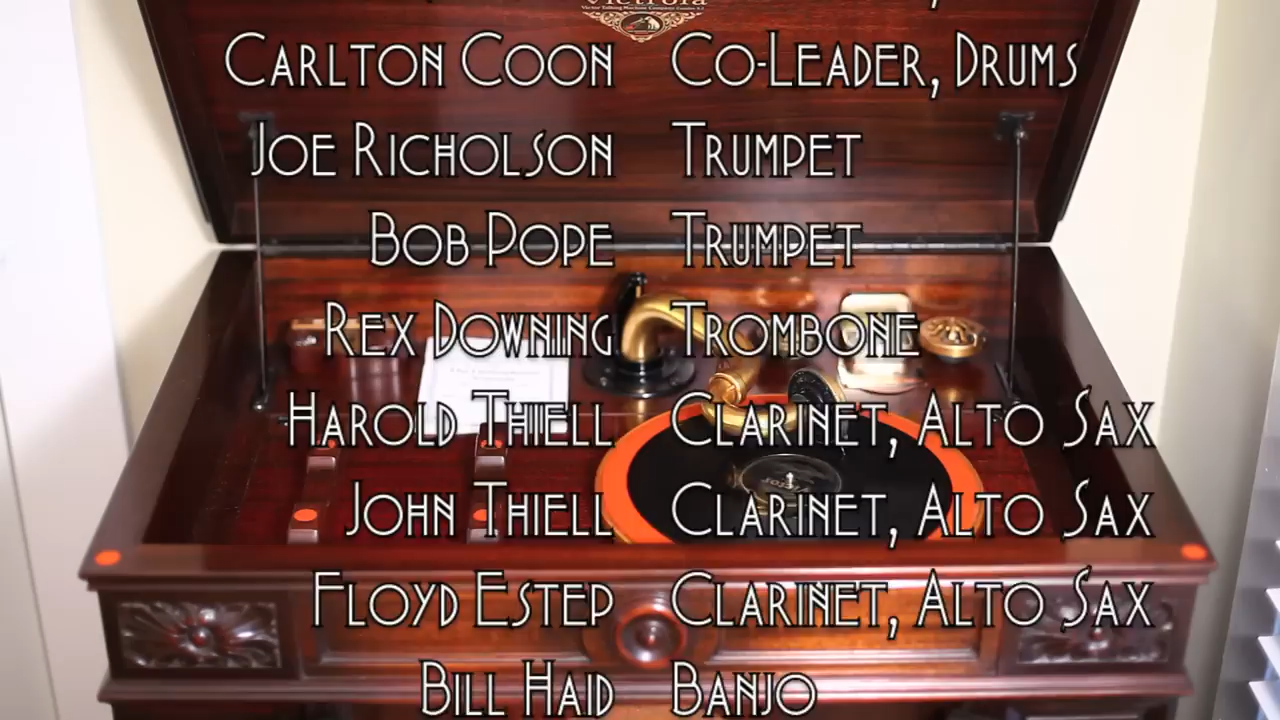 Victrola
Carlton Coon Co-Leader, Drums
Joe Richolson Trumpet
Bob Pope Trumpet
Rex Downing Trombone
Harold Thiell Clarinet, Alto Sax
John Thiell Clarinet, Alto Sax
Floyd Estep Clarinet, Alto Sax
Bill Haid Banjo